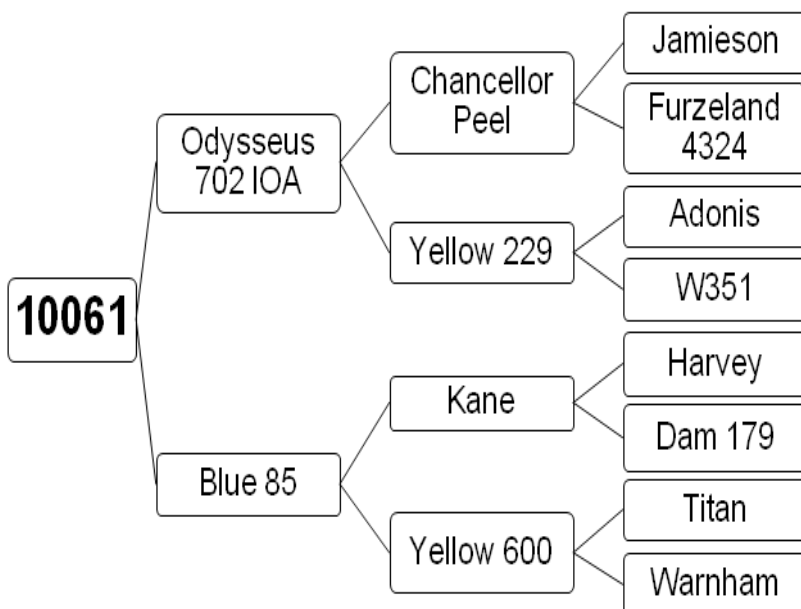 Jamieson
Chancellor
Peel
Furzeland
4324
Odysseus
702 IOA
Adonis
Yellow 229
W351
10061
Harvey
Kane
Dam 179
Blue 85
Titan
Yellow 600
Warnham